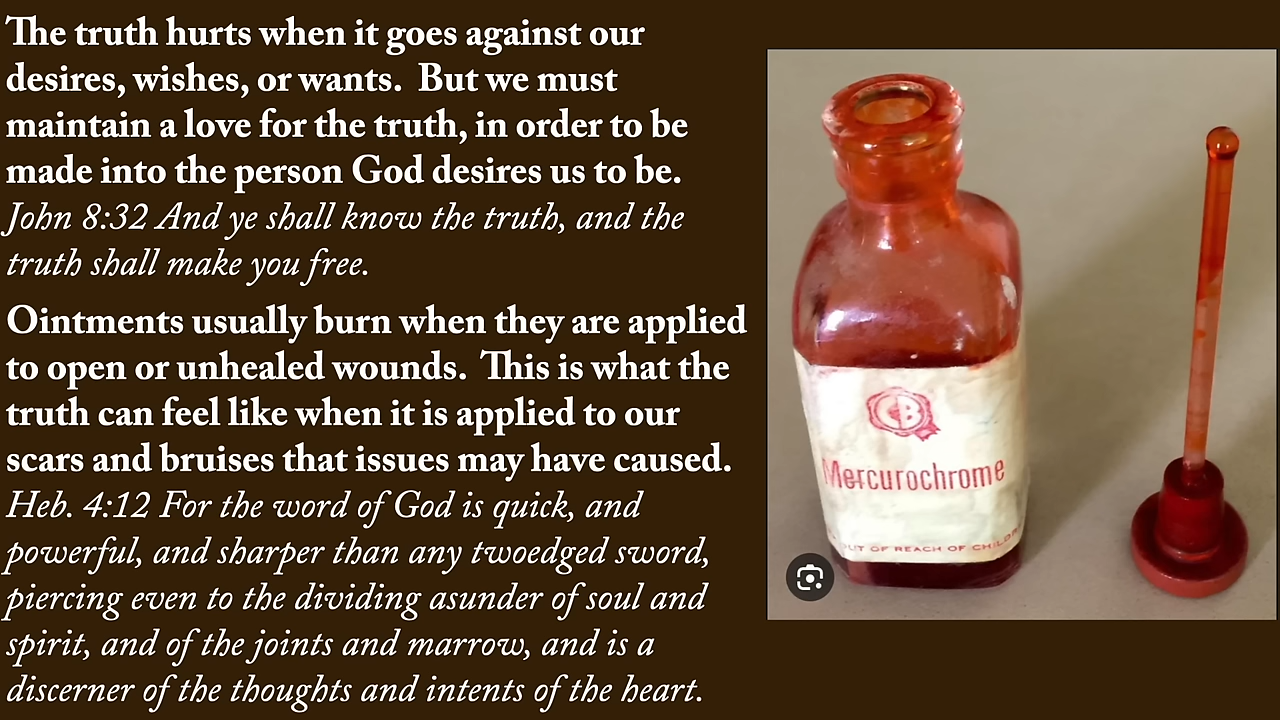 The truth hurts when it goes against our
desires, wishes, or wants.  But we must
maintain a love for the truth, in order to be
made into the person God desires us to be.
John 8:32 And ye shall know the truth, and the
truth shall make you free.
Ointments usually burn when they are applied
to open or unhealed wounds.  This is what the
truth can feel like when it is applied to our
scars and bruises that issues may have caused.
Heb. 4:12 For the word of God is quick, and
powerful, and sharper than any twoedged sword,
piercing even to the dividing asunder of soul and
spirit, and of the joints and marrow, and is a
discerner of the thoughts and intents of the heart.
CB
Mercurochrome
OUT OF REACH OF CHILDR